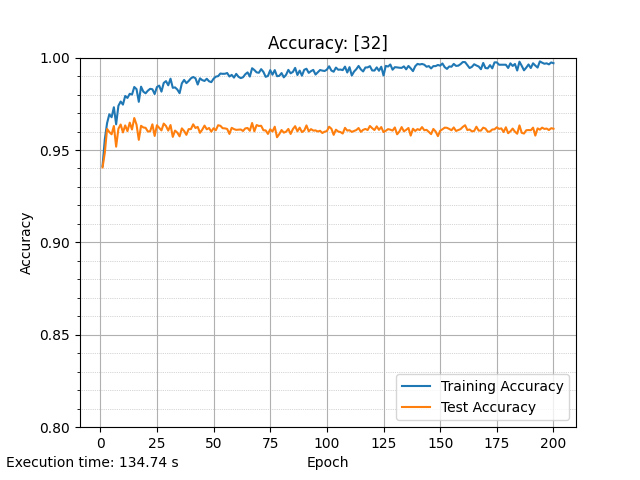 Accuracy: [32]
1.00
0.95
0.90
0.85
0.80
Accuracy
Training Accuracy
Test Accuracy
0 25 50 75 100 125 150 175 200
Execution time: 134.74 s
Epoch